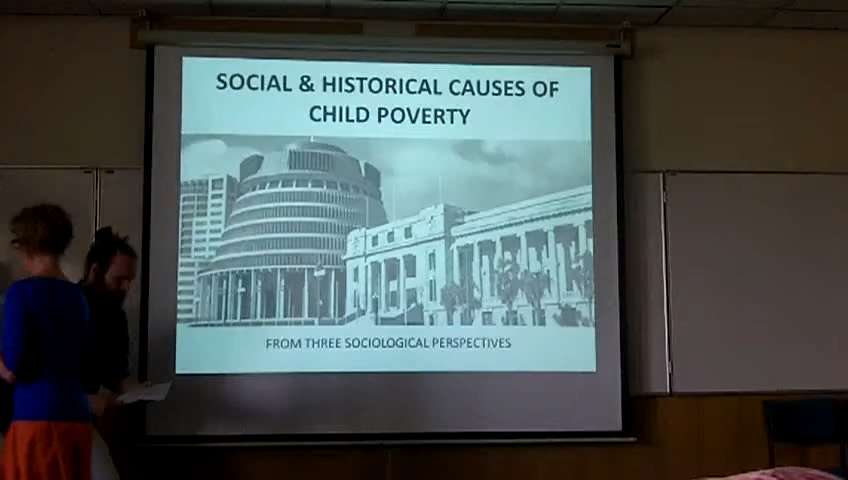 SOCIAL & HISTORICAL CAUSES OF
CHILD POVERTY
FROM THREE SOCIOLOGICAL PERSPECTIVES